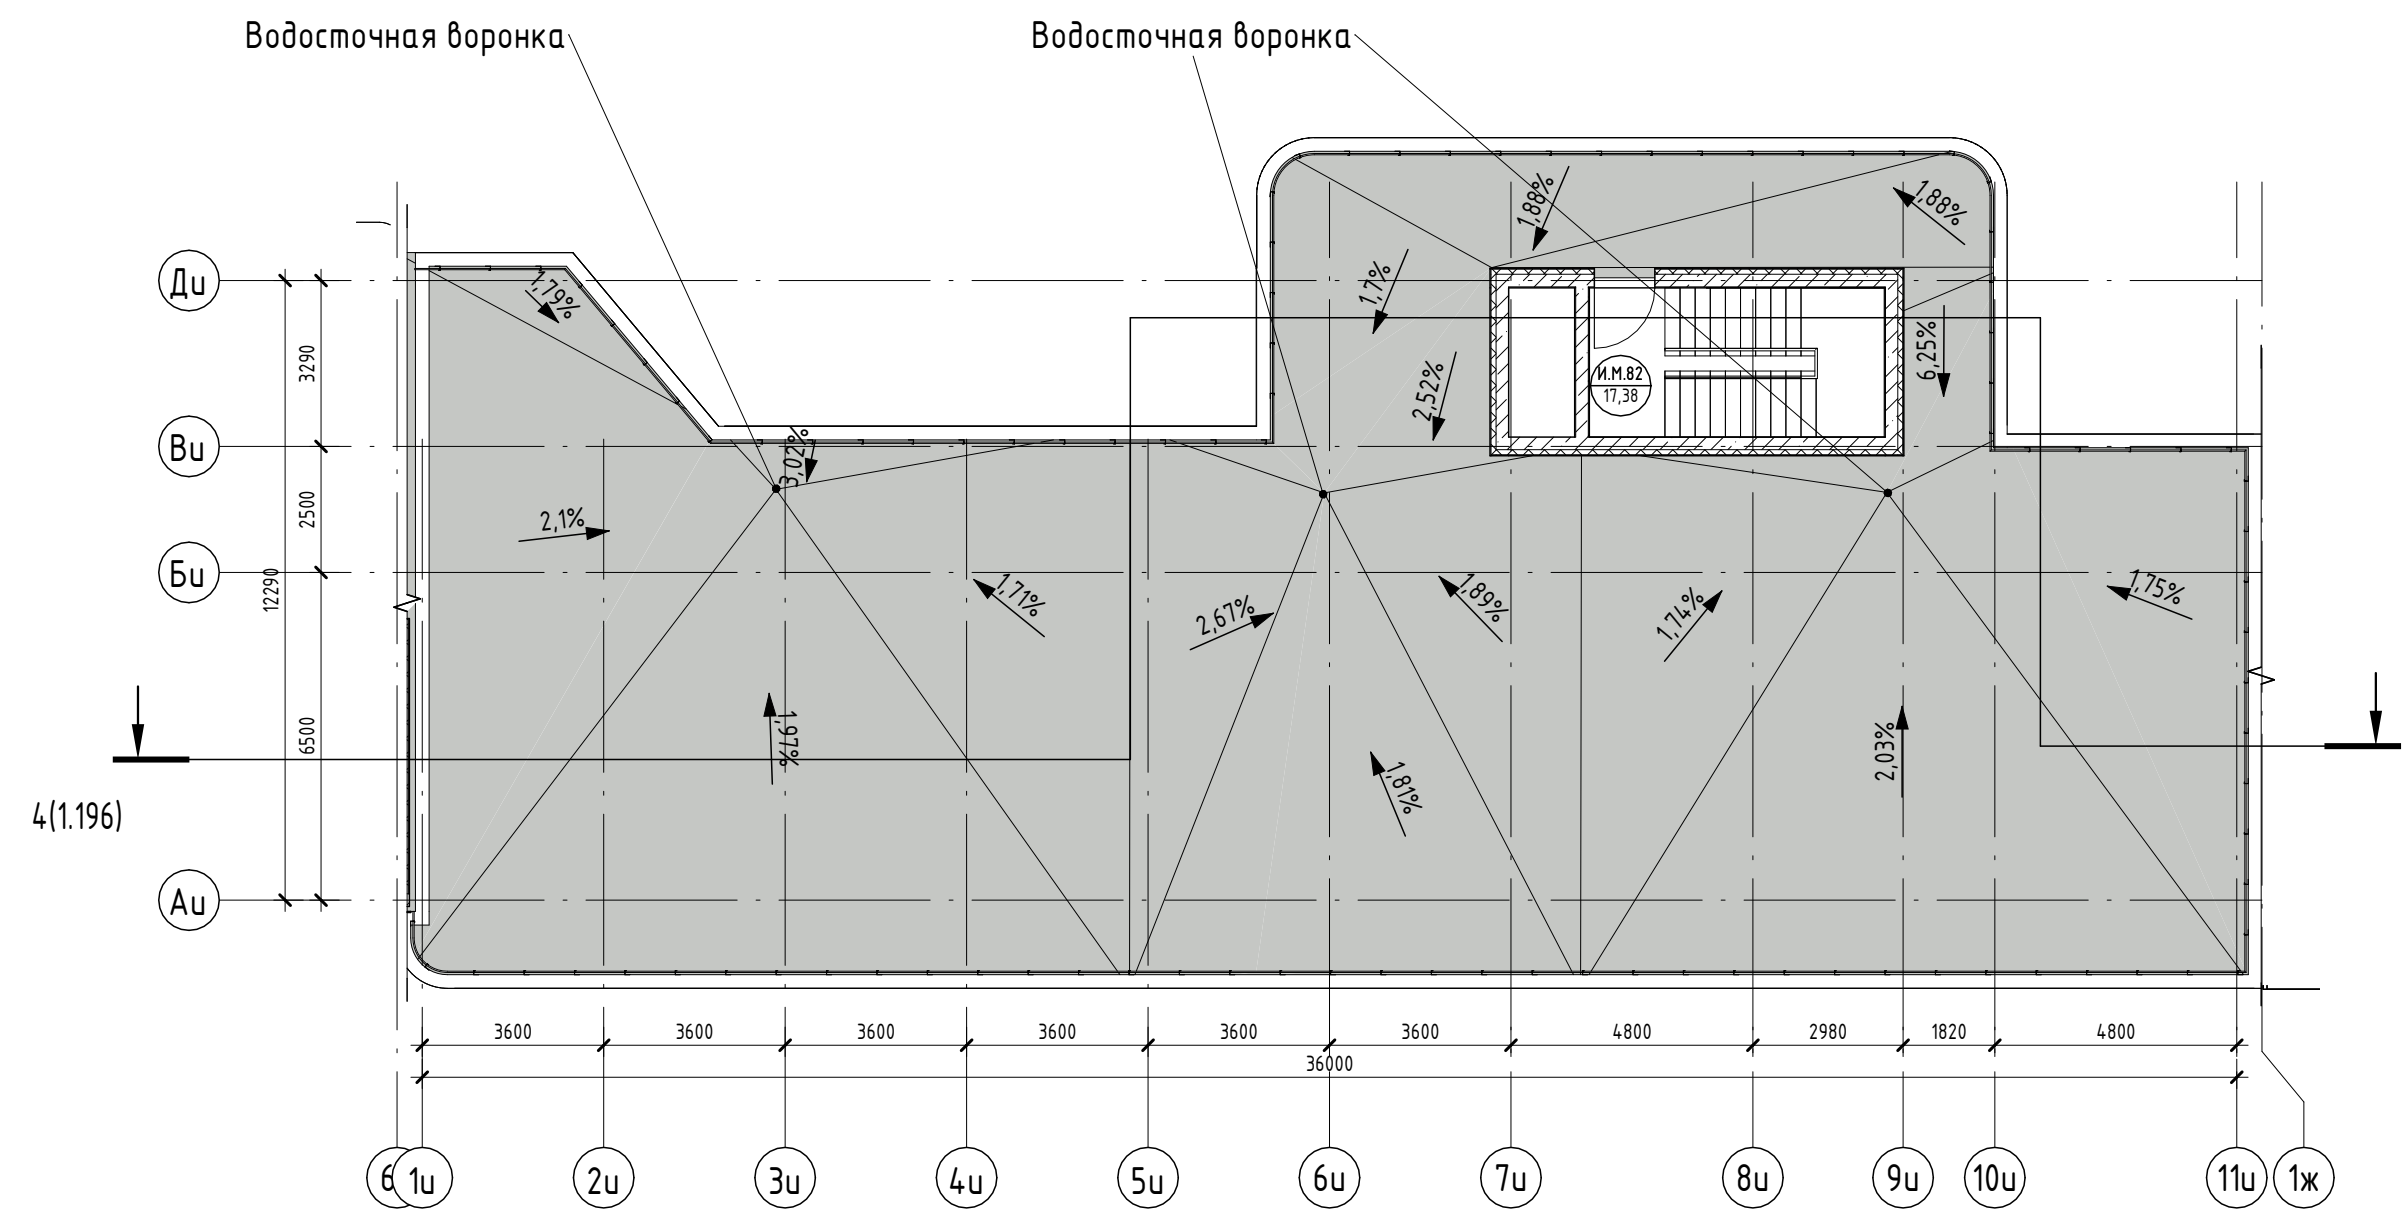 Водосточная воронка
Водосточная воронка
1,88%
1,88%
1,79%
1,7%
6,25%
2,52%
И.М.82
17,38
3,02%
2,1%
1,71%
2,67%
1,89%
1,74%
1,75%
1,97%
1,81%
2,03%
Ди
Ви
Би
Аи
3290
2500
12290
6500
4(1.196)
3600
3600
3600
3600
3600
3600
4800
2980
1820
4800
36000
6
1и
2и
3и
4и
5и
6и
7и
8и
9и
10и
11и
1ж